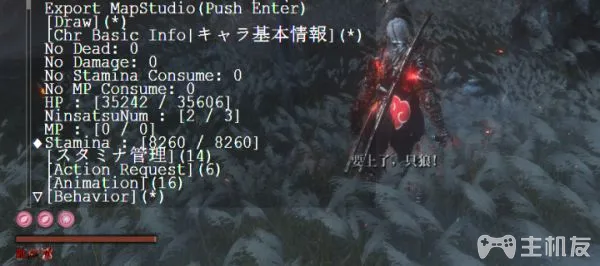 Export MapStudio(Push Enter)
[Draw](*)
[Chr Basic Info|キャラ基本情報](*)
No Dead: 0
No Damage: 0
No Stamina Consume: 0
No MP Consume: 0
HP : [35242 / 35606]
NinsatsuNum : [2 / 3]
MP : [0 / 0]
◆Stamina : [8260 / 8260]
[スタミナ管理](14)
[Action Request](6)
[Animation](16)
▽[Behavior](*)
要上了，只狼！
主机友